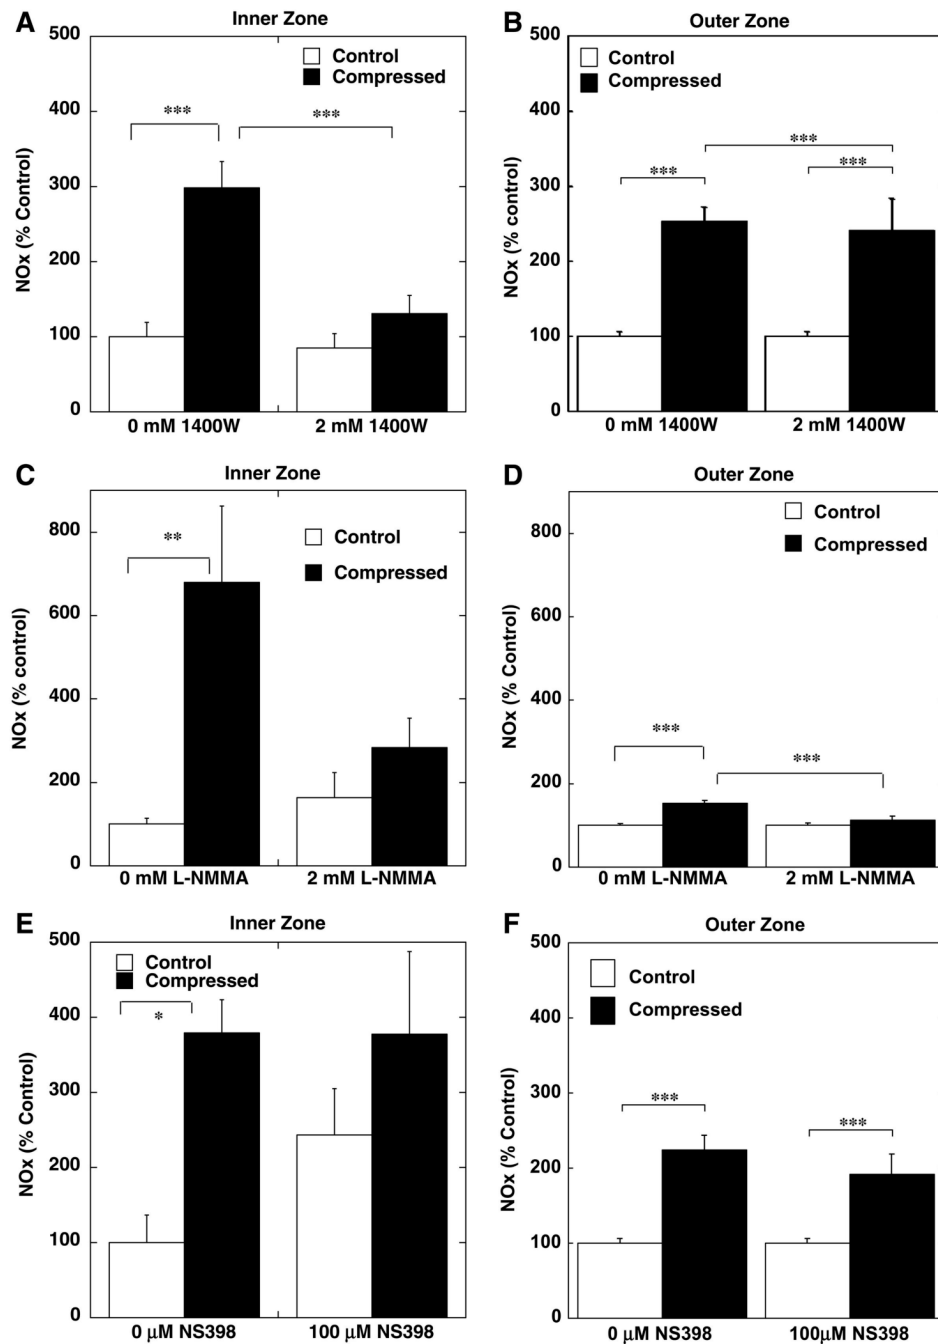 A
Inner Zone
500
400
300
200
100
0
NOx (% Control)
Control
Compressed
***
***
0 mM 1400W
2 mM 1400W
B
Outer Zone
500
400
300
200
100
0
NOx (% control)
Control
Compressed
***
***
***
0 mM 1400W
2 mM 1400W
C
Inner Zone
800
600
400
200
0
NOx (% control)
Control
Compressed
**
0 mM L-NMMA
2 mM L-NMMA
D
Outer Zone
800
600
400
200
0
NOx (% Control)
Control
Compressed
***
***
0 mM L-NMMA
2 mM L-NMMA
E
Inner Zone
500
400
300
200
100
0
NOx (% Control)
Control
Compressed
*
0 μM NS398
100 μM NS398
F
Outer Zone
500
400
300
200
100
0
NOx (% Control)
Control
Compressed
***
***
0 μM NS398
100μM NS398